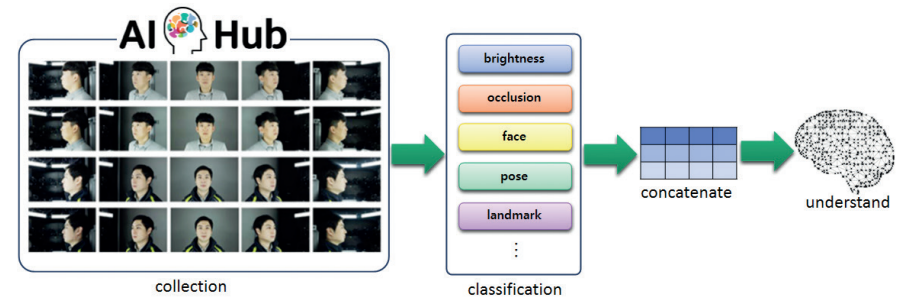 AI Hub
brightness
occlusion
face
pose
landmark
⋮
collection
classification
concatenate
understand